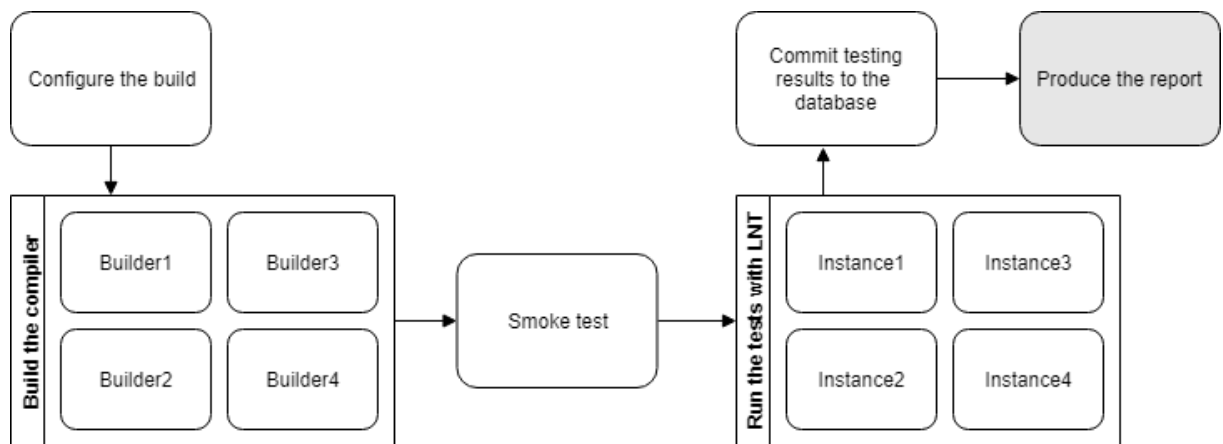 Configure the build
Build the compiler
Builder1
Builder3
Builder2
Builder4
Smoke test
Run the tests with LNT
Instance1
Instance3
Instance2
Instance4
Commit testing
results to the
database
Produce the report